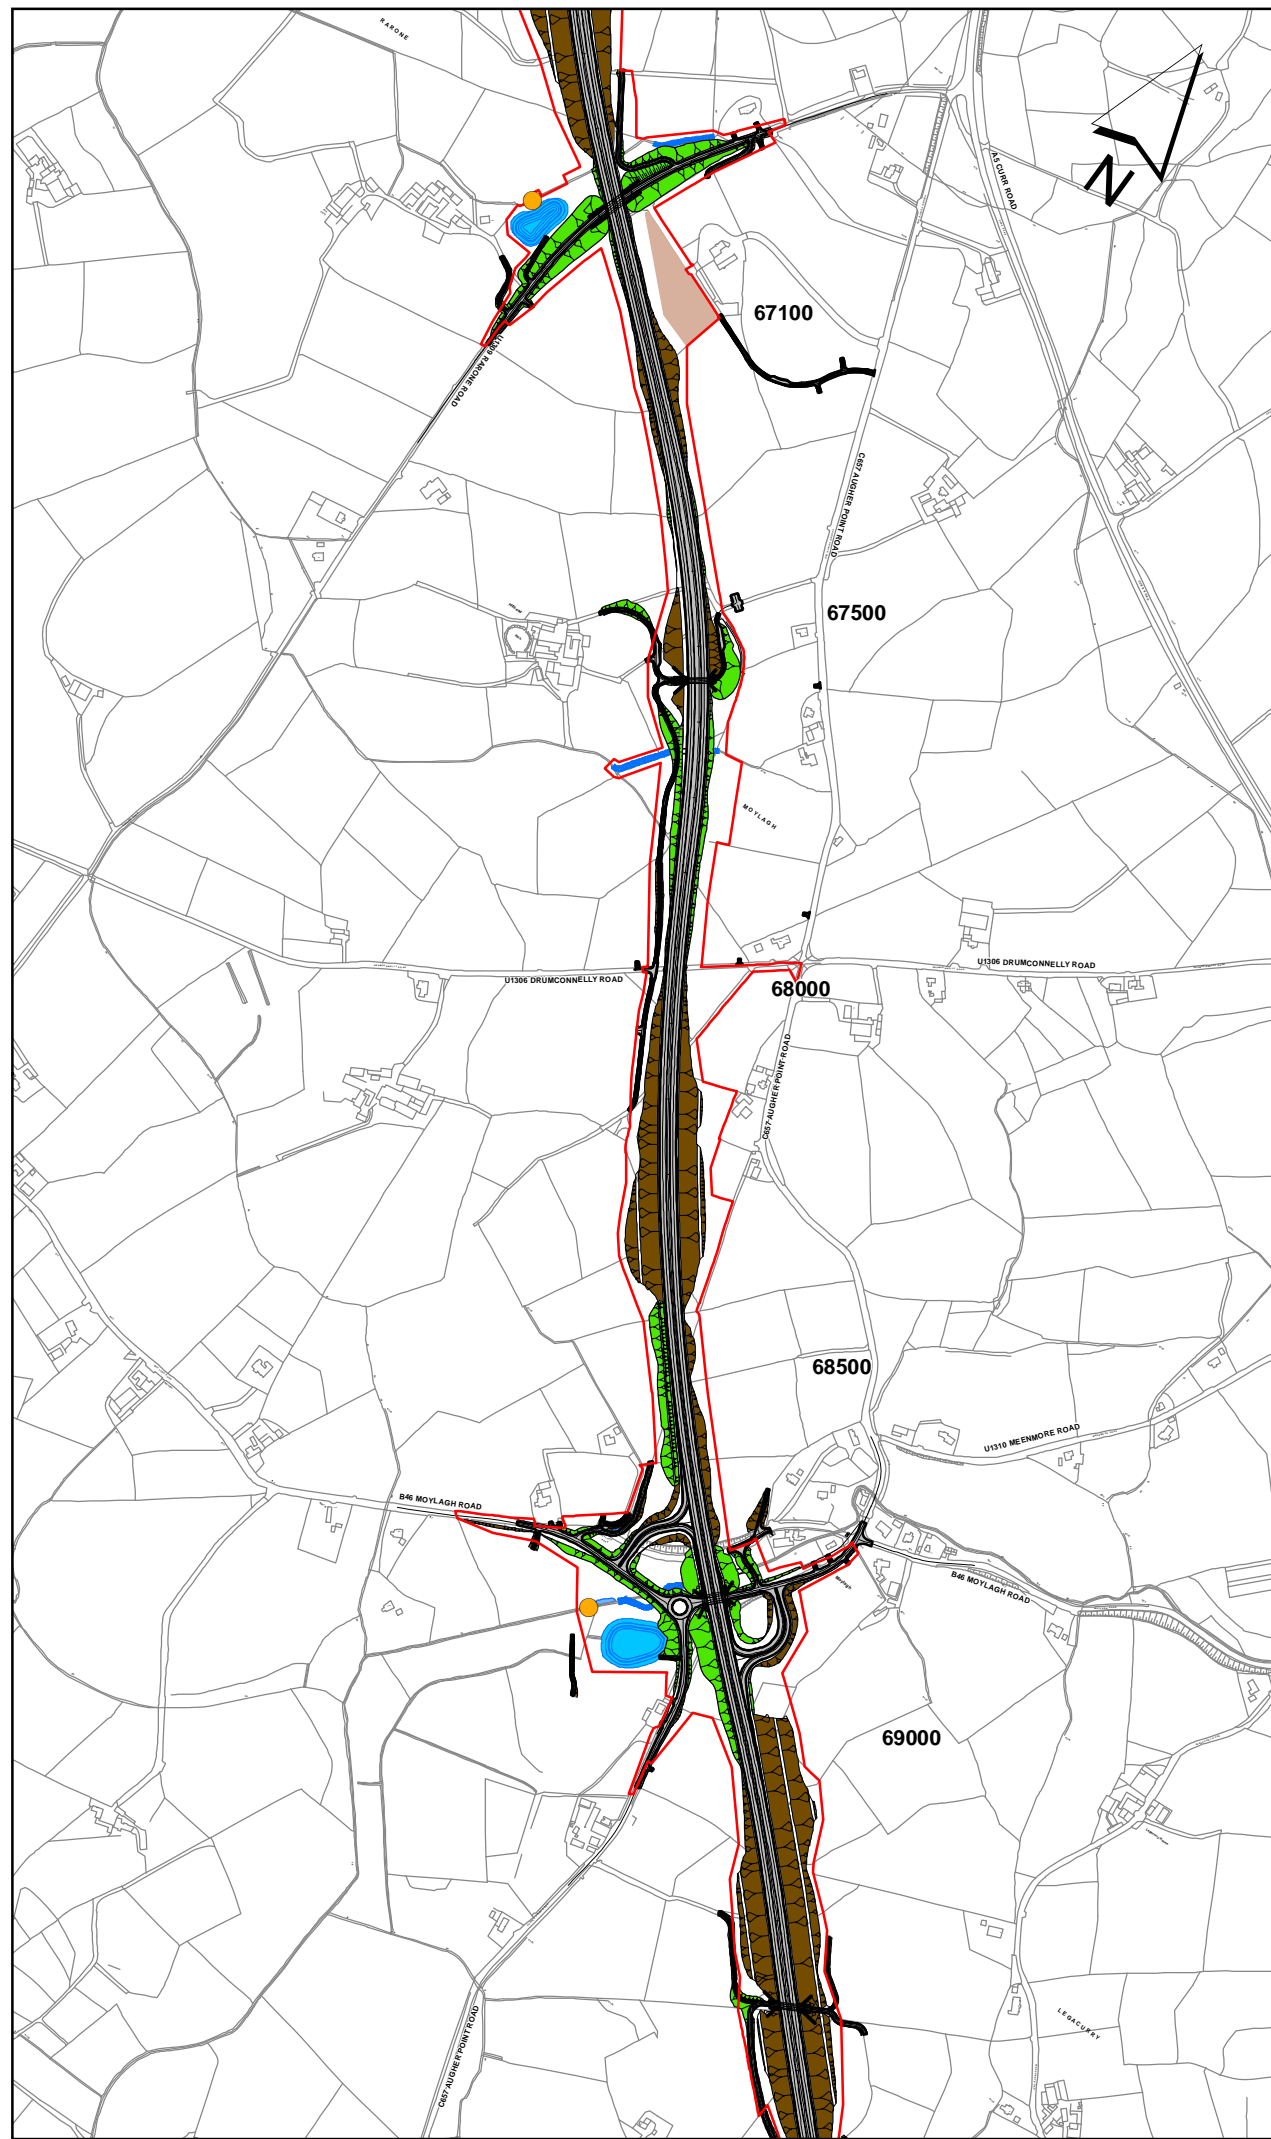 RARONE
N
A5 CURR ROAD
67100
U1309 RARONE ROAD
C657 AUGHER POINT ROAD
67500
MOYLAGH
U1306 DRUMCONNELLY ROAD
U1306 DRUMCONNELLY ROAD
68000
C657 AUGHER POINT ROAD
68500
U1310 MEENMORE ROAD
B46 MOYLAGH ROAD
B46 MOYLAGH ROAD
Moylagh
69000
LEGACURRY
C657 AUGHER POINT ROAD